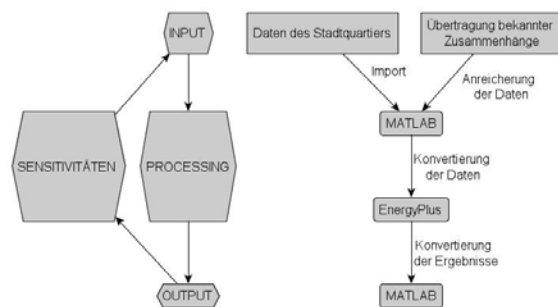 INPUT
SENSITIVITÄTEN
PROCESSING
OUTPUT
Daten des Stadtquartiers
Übertragung bekannter
Zusammenhänge
Import
Anreicherung
der Daten
MATLAB
Konvertierung
der Daten
EnergyPlus
Konvertierung
der Ergebnisse
MATLAB